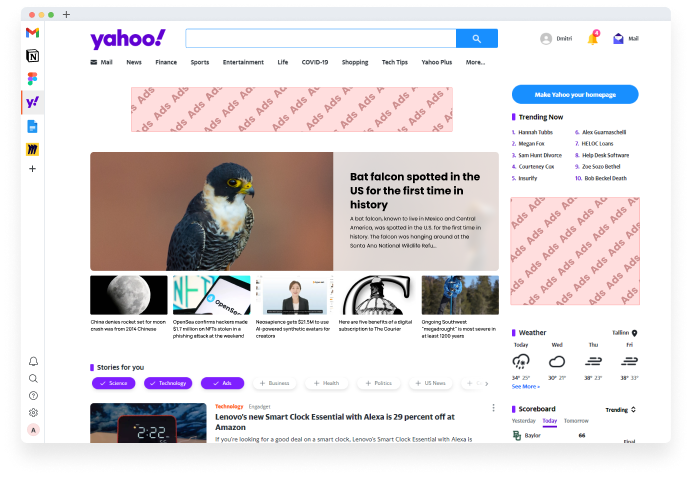 yahoo!
Dmitri
4
Mail
Mail News Finance Sports Entertainment Life COVID-19 Shopping Tech Tips Yahoo Plus More...
Make Yahoo your homepage
Ads Ads Ads Ads Ads Ads
Trending Now
1. Hannah Tubbs
6. Alex Guarnaschelli
2. Megan Fox
7. HELOC Loans
3. Sam Hunt Divorce
8. Help Desk Software
4. Courteney Cox
9. Zoe Sozo Bethel
5. Insurify
10. Bob Beckel Death
Bat falcon spotted in the
US for the first time in
history
A bat falcon, known to live in Mexico and Central
America, was spotted in the U.S. for the first time in
history. The falcon was hanging around at the
Santa Ana National Wildlife Refu...
Ads Ads Ads Ads
NFT
OpenSea
China denies rocket set for moon
crash was from 2014 Chinese
OpenSea confirms hackers made
$1.7 million on NFTs stolen in a
phishing attack at the weekend
Neosapience gets $21.5M to use
AI-powered synthetic avatars for
creators
Here are five benefits of a digital
subscription to The Courier
Ongoing Southwest
"megadrought" is most severe in
at least 1200 years
Weather
Tallinn
Today Wed Thu Fri
34° 25° 30° 21° 38° 23° 38° 33°
See More »
Stories for you
Science Technology Ads Business Health Politics US News
Scoreboard
Trending
Yesterday Today Tomorrow
Baylor 66
Final
2:22
Technology Engadget
Lenovo's new Smart Clock Essential with Alexa is 29 percent off at
Amazon
If you're looking for a good deal on a smart clock, Lenovo's Smart Clock Essential with Alexa is
M
N
y!
A